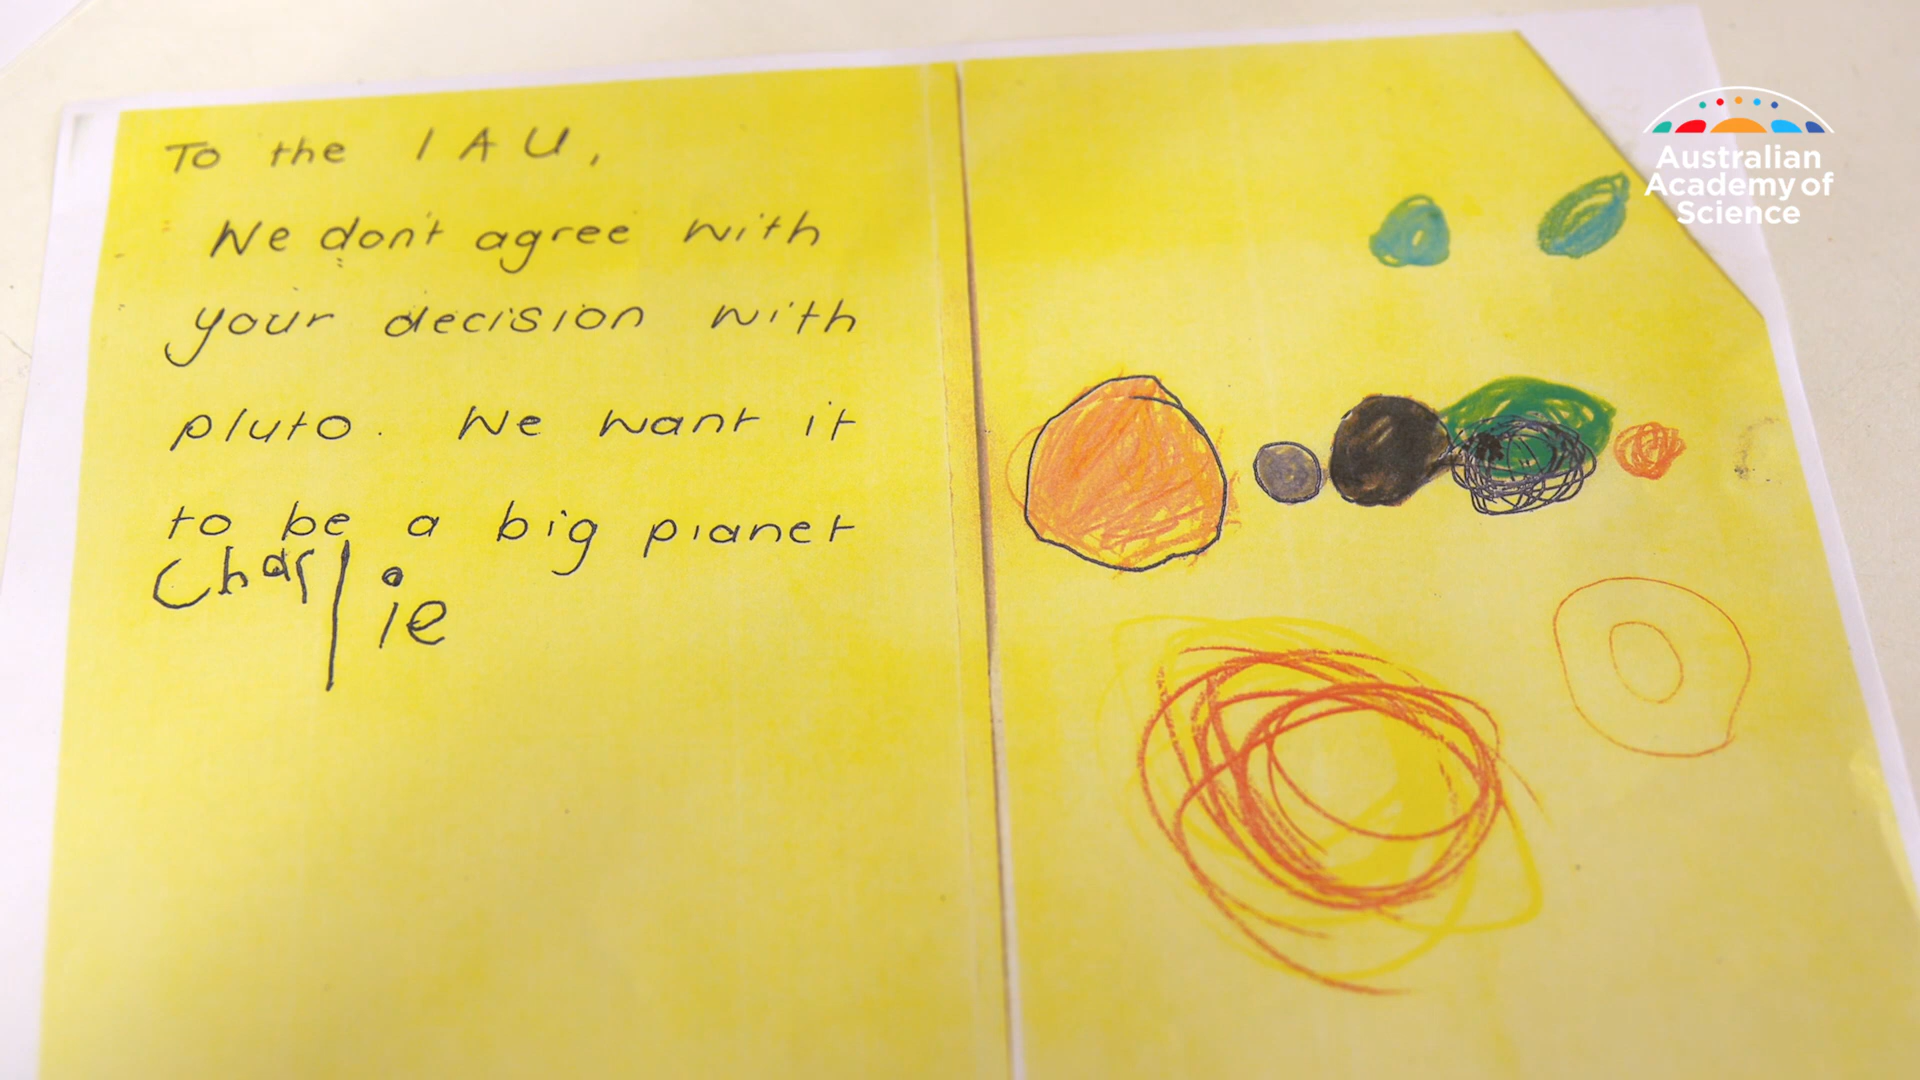 To the IAU,
We don't agree with
your decision with
pluto. We want it
to be a big planet
Charlie
Australian
Academy of
Science